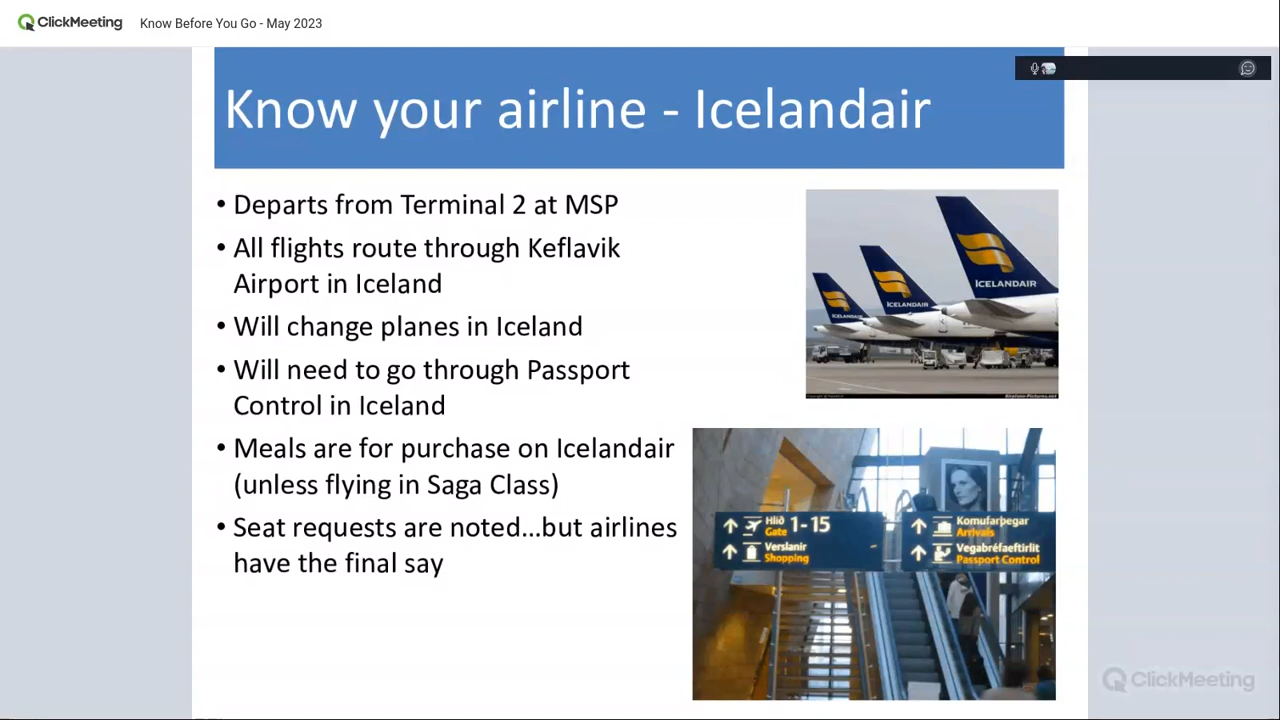 ClickMeeting
Know Before You Go - May 2023
Know your airline - Icelandair
• Departs from Terminal 2 at MSP
• All flights route through Keflavik
Airport in Iceland
• Will change planes in Iceland
• Will need to go through Passport
Control in Iceland
• Meals are for purchase on Icelandair
(unless flying in Saga Class)
• Seat requests are noted...but airlines
have the final say
ICELANDAIR
ICELANDAIR
ICELANDAIR
Hlið 1-15
Gate
Verslanir
Shopping
Komufarþegar
Arrivals
Vegabréfaeftirlit
Passport Control
ClickMeeting